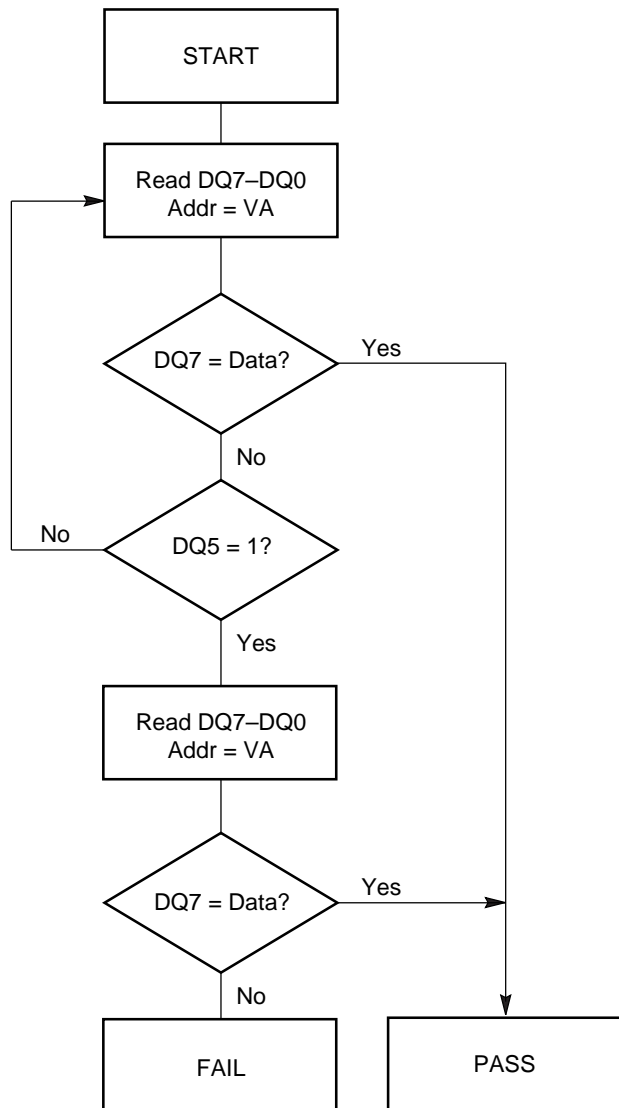 START
Read DQ7–DQ0
Addr = VA
DQ7 = Data?
Yes
No
No
DQ5 = 1?
Yes
Read DQ7–DQ0
Addr = VA
DQ7 = Data?
Yes
No
FAIL
PASS